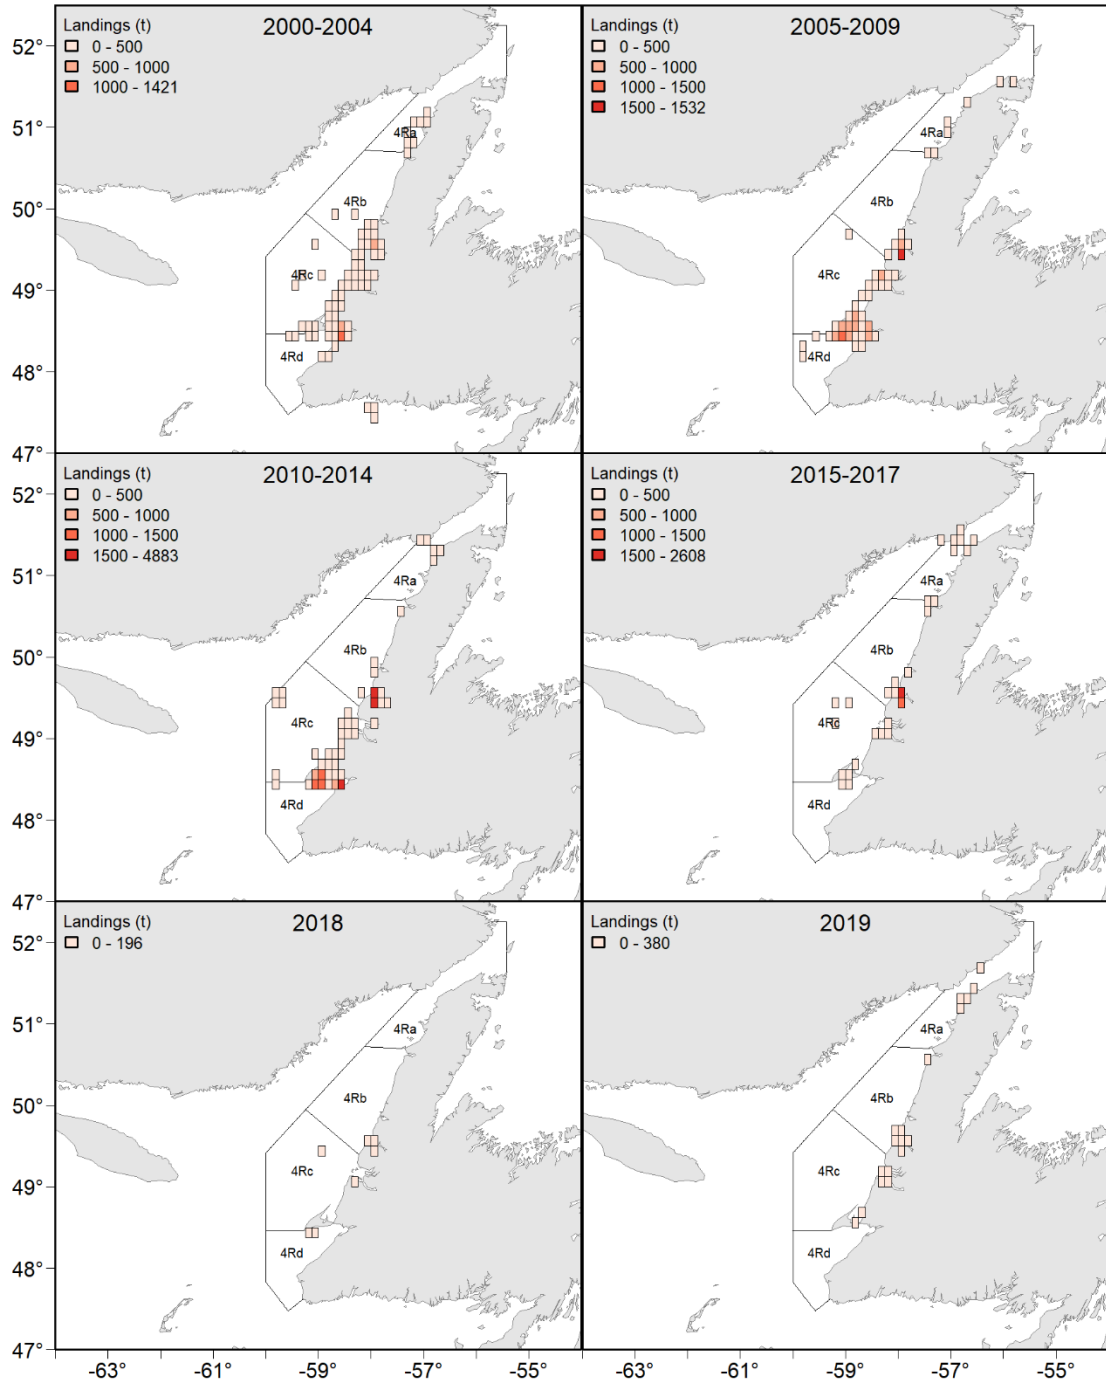 Landings (t)
2000-2004
0 - 500
500 - 1000
1000 - 1421
52°
51°
50°
49°
48°
47°
4Ra
4Rb
4Rc
4Rd
Landings (t)
2005-2009
0 - 500
500 - 1000
1000 - 1500
1500 - 1532
4Ra
4Rb
4Rc
4Rd
Landings (t)
2010-2014
0 - 500
500 - 1000
1000 - 1500
1500 - 4883
52°
51°
50°
49°
48°
47°
4Ra
4Rb
4Rc
4Rd
Landings (t)
2015-2017
0 - 500
500 - 1000
1000 - 1500
1500 - 2608
4Ra
4Rb
4Rc
4Rd
Landings (t)
2018
0 - 196
52°
51°
50°
49°
48°
47°
4Ra
4Rb
4Rc
4Rd
Landings (t)
2019
0 - 380
4Ra
4Rb
4Rc
4Rd
-63° -61° -59° -57° -55°
-63° -61° -59° -57° -55°